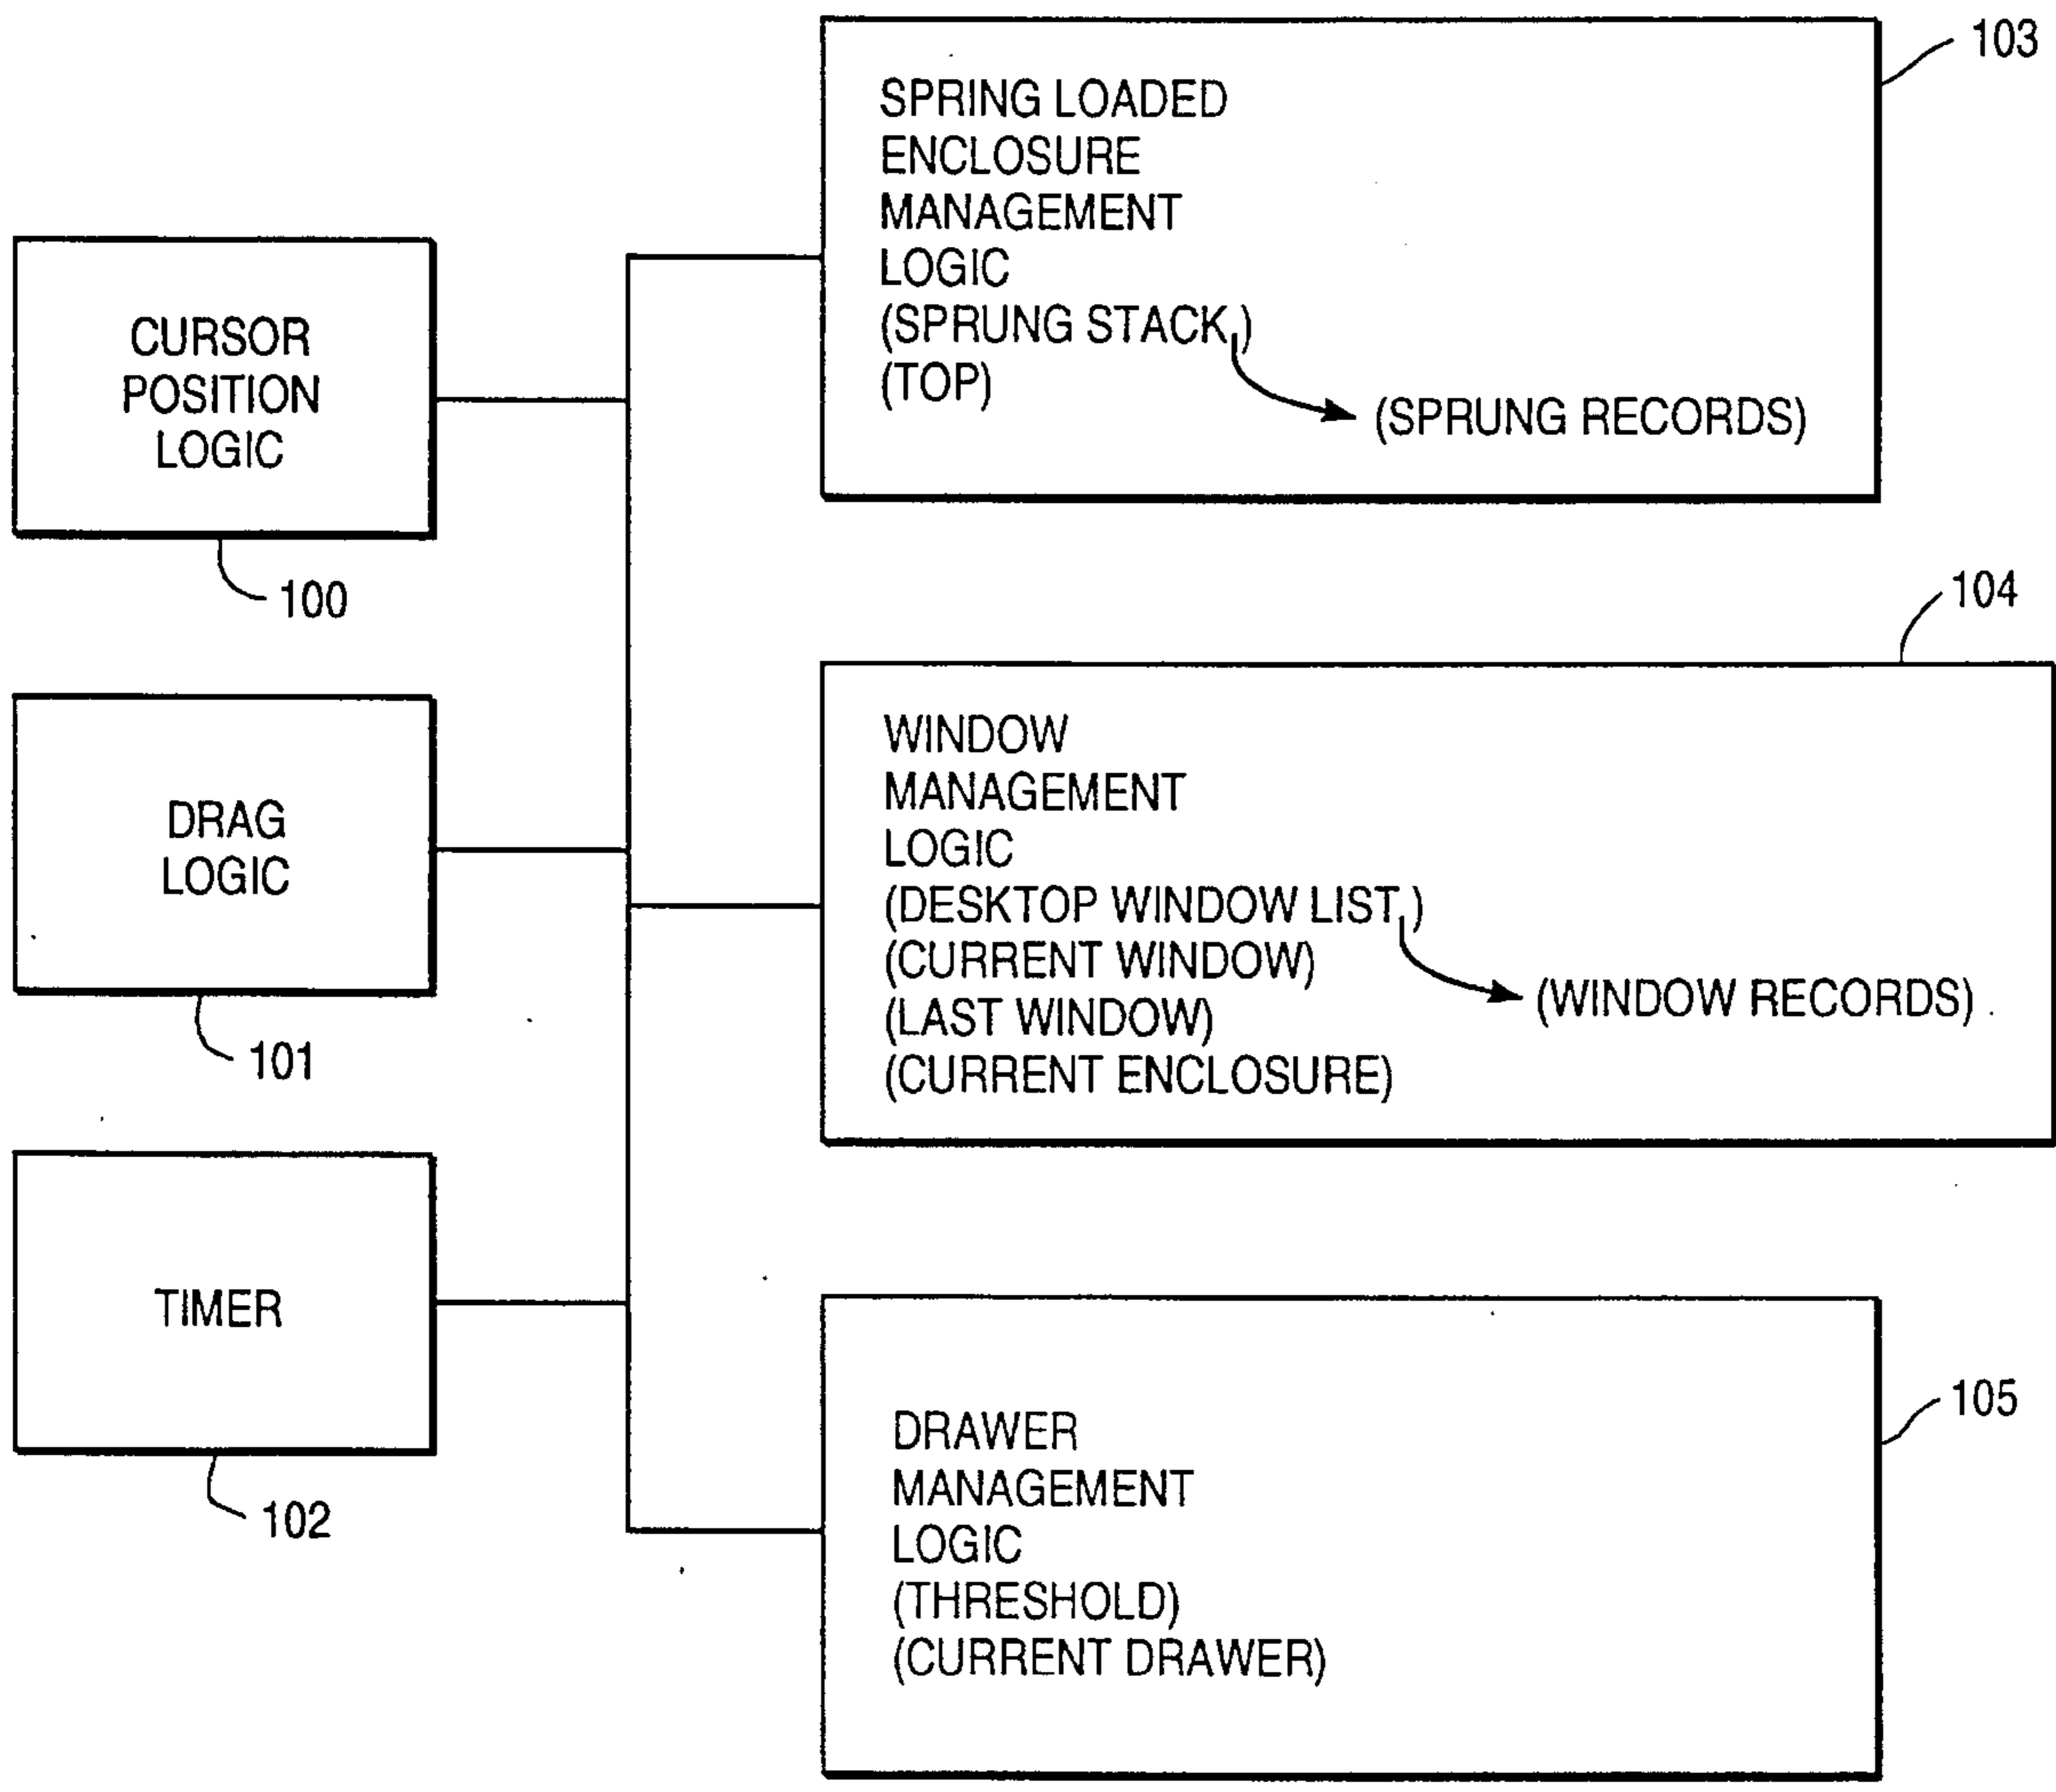 CURSOR
POSITION
LOGIC
100
DRAG
LOGIC
101
TIMER
102
103
SPRING LOADED
ENCLOSURE
MANAGEMENT
LOGIC
(SPRUNG STACK,)
(TOP)
(SPRUNG RECORDS)
104
WINDOW
MANAGEMENT
LOGIC
(DESKTOP WINDOW LIST,)
(CURRENT WINDOW)
(LAST WINDOW)
(CURRENT ENCLOSURE)
(WINDOW RECORDS)
105
DRAWER
MANAGEMENT
LOGIC
(THRESHOLD)
(CURRENT DRAWER)